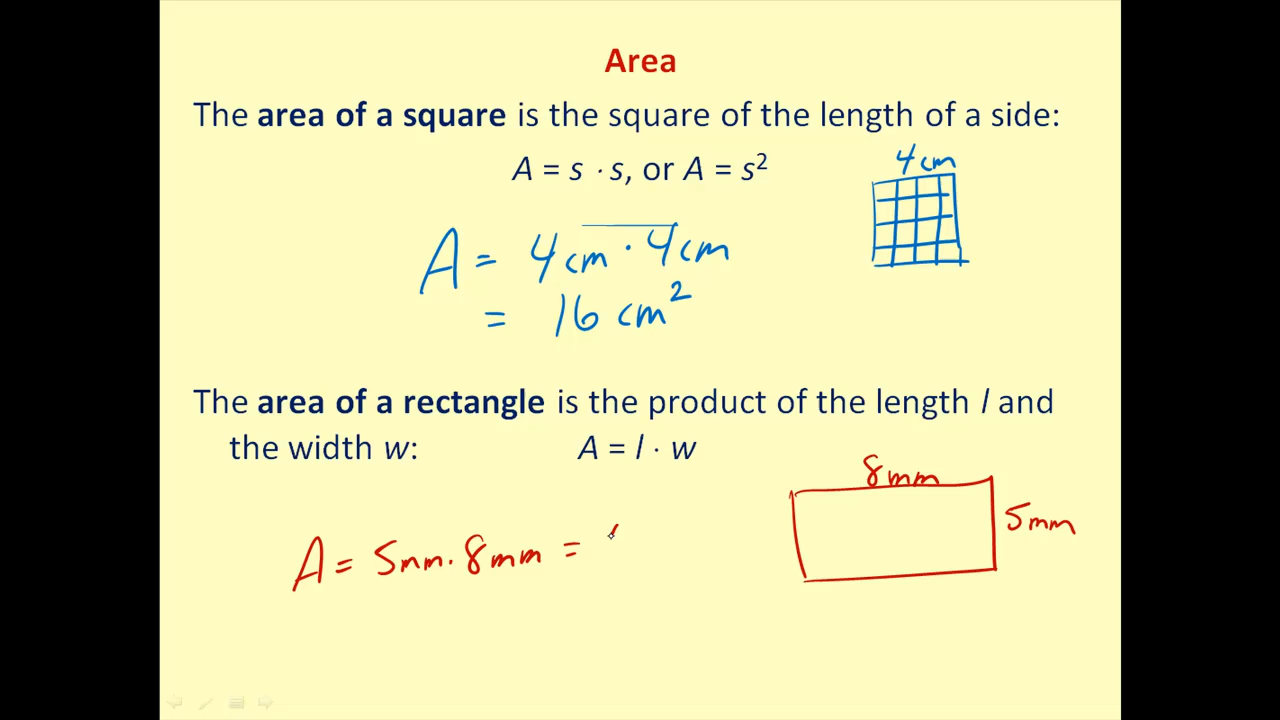 Area
The area of a square is the square of the length of a side:
A = s · s, or A = s²
4cm
A = 4cm · 4cm
= 16 cm²
The area of a rectangle is the product of the length l and
the width w: A = l · w
8mm
5mm
A = 5mm · 8mm =